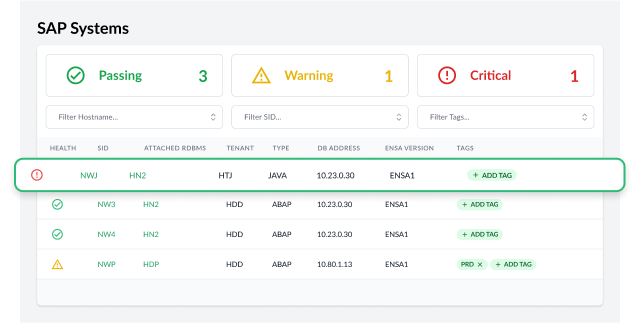 SAP Systems
Passing 3 Warning 1 Critical 1
Filter Hostname... Filter SID... Filter Tags...
HEALTH SID ATTACHED RDBMS TENANT TYPE DB ADDRESS ENSA VERSION TAGS
NWJ HN2 HTJ JAVA 10.23.0.30 ENSA1 + ADD TAG
NW3 HN2 HDD ABAP 10.23.0.30 ENSA1 + ADD TAG
NW4 HN2 HDD ABAP 10.23.0.30 ENSA1 + ADD TAG
NWP HDP HDD ABAP 10.80.1.13 ENSA1 PRD × + ADD TAG